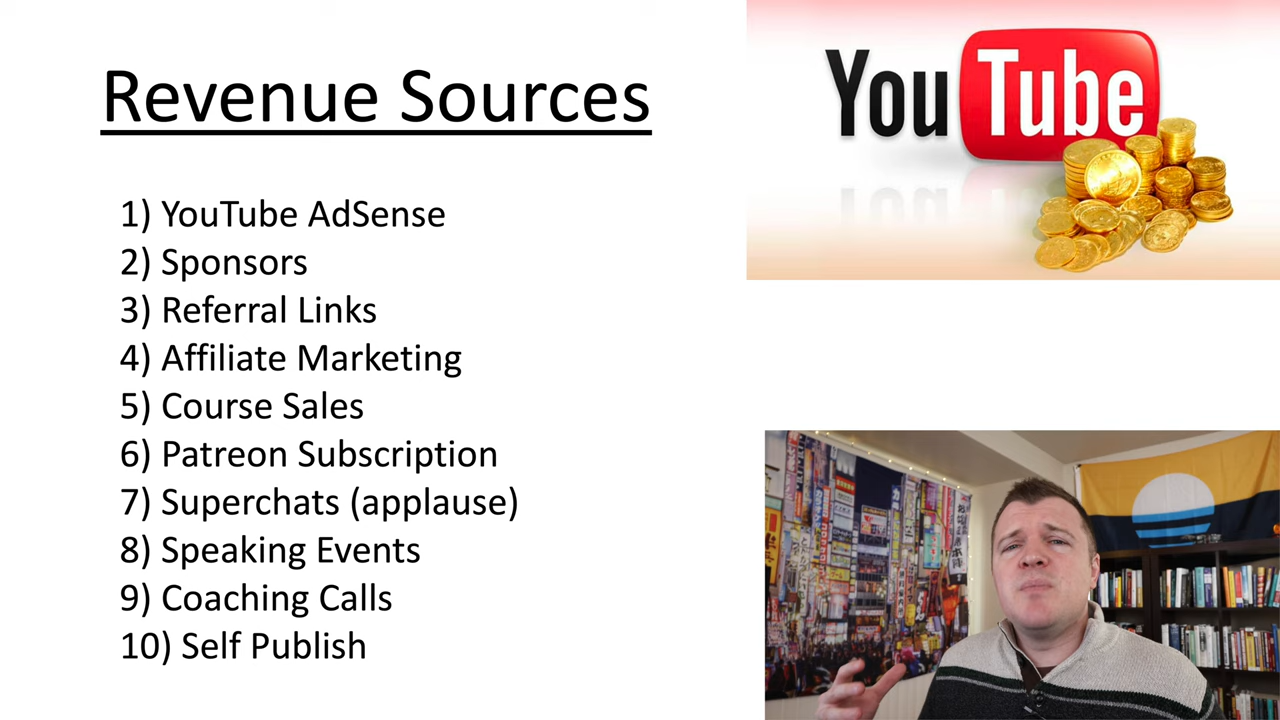 Revenue Sources
YouTube
1) YouTube AdSense
2) Sponsors
3) Referral Links
4) Affiliate Marketing
5) Course Sales
6) Patreon Subscription
7) Superchats (applause)
8) Speaking Events
9) Coaching Calls
10) Self Publish